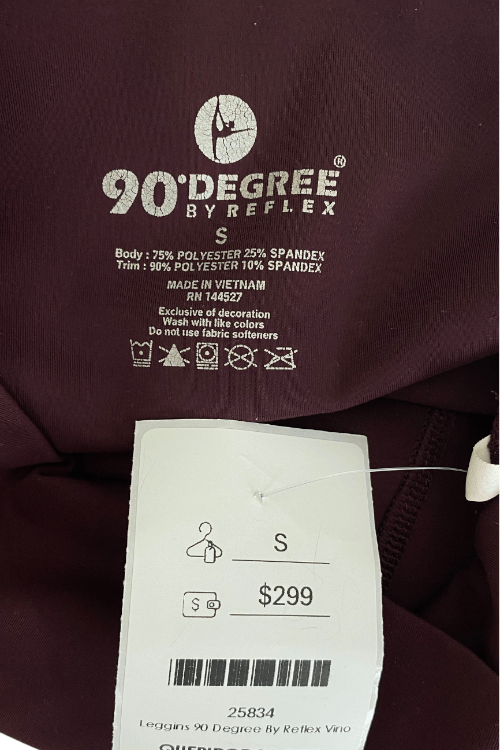 90°DEGREE®
BY REFLEX
S
Body : 75% POLYESTER 25% SPANDEX
Trim : 90% POLYESTER 10% SPANDEX
MADE IN VIETNAM
RN 144527
Exclusive of decoration
Wash with like colors
Do not use fabric softeners
S
$
$299
25834
Leggins 90 Degree By Reflex Vino